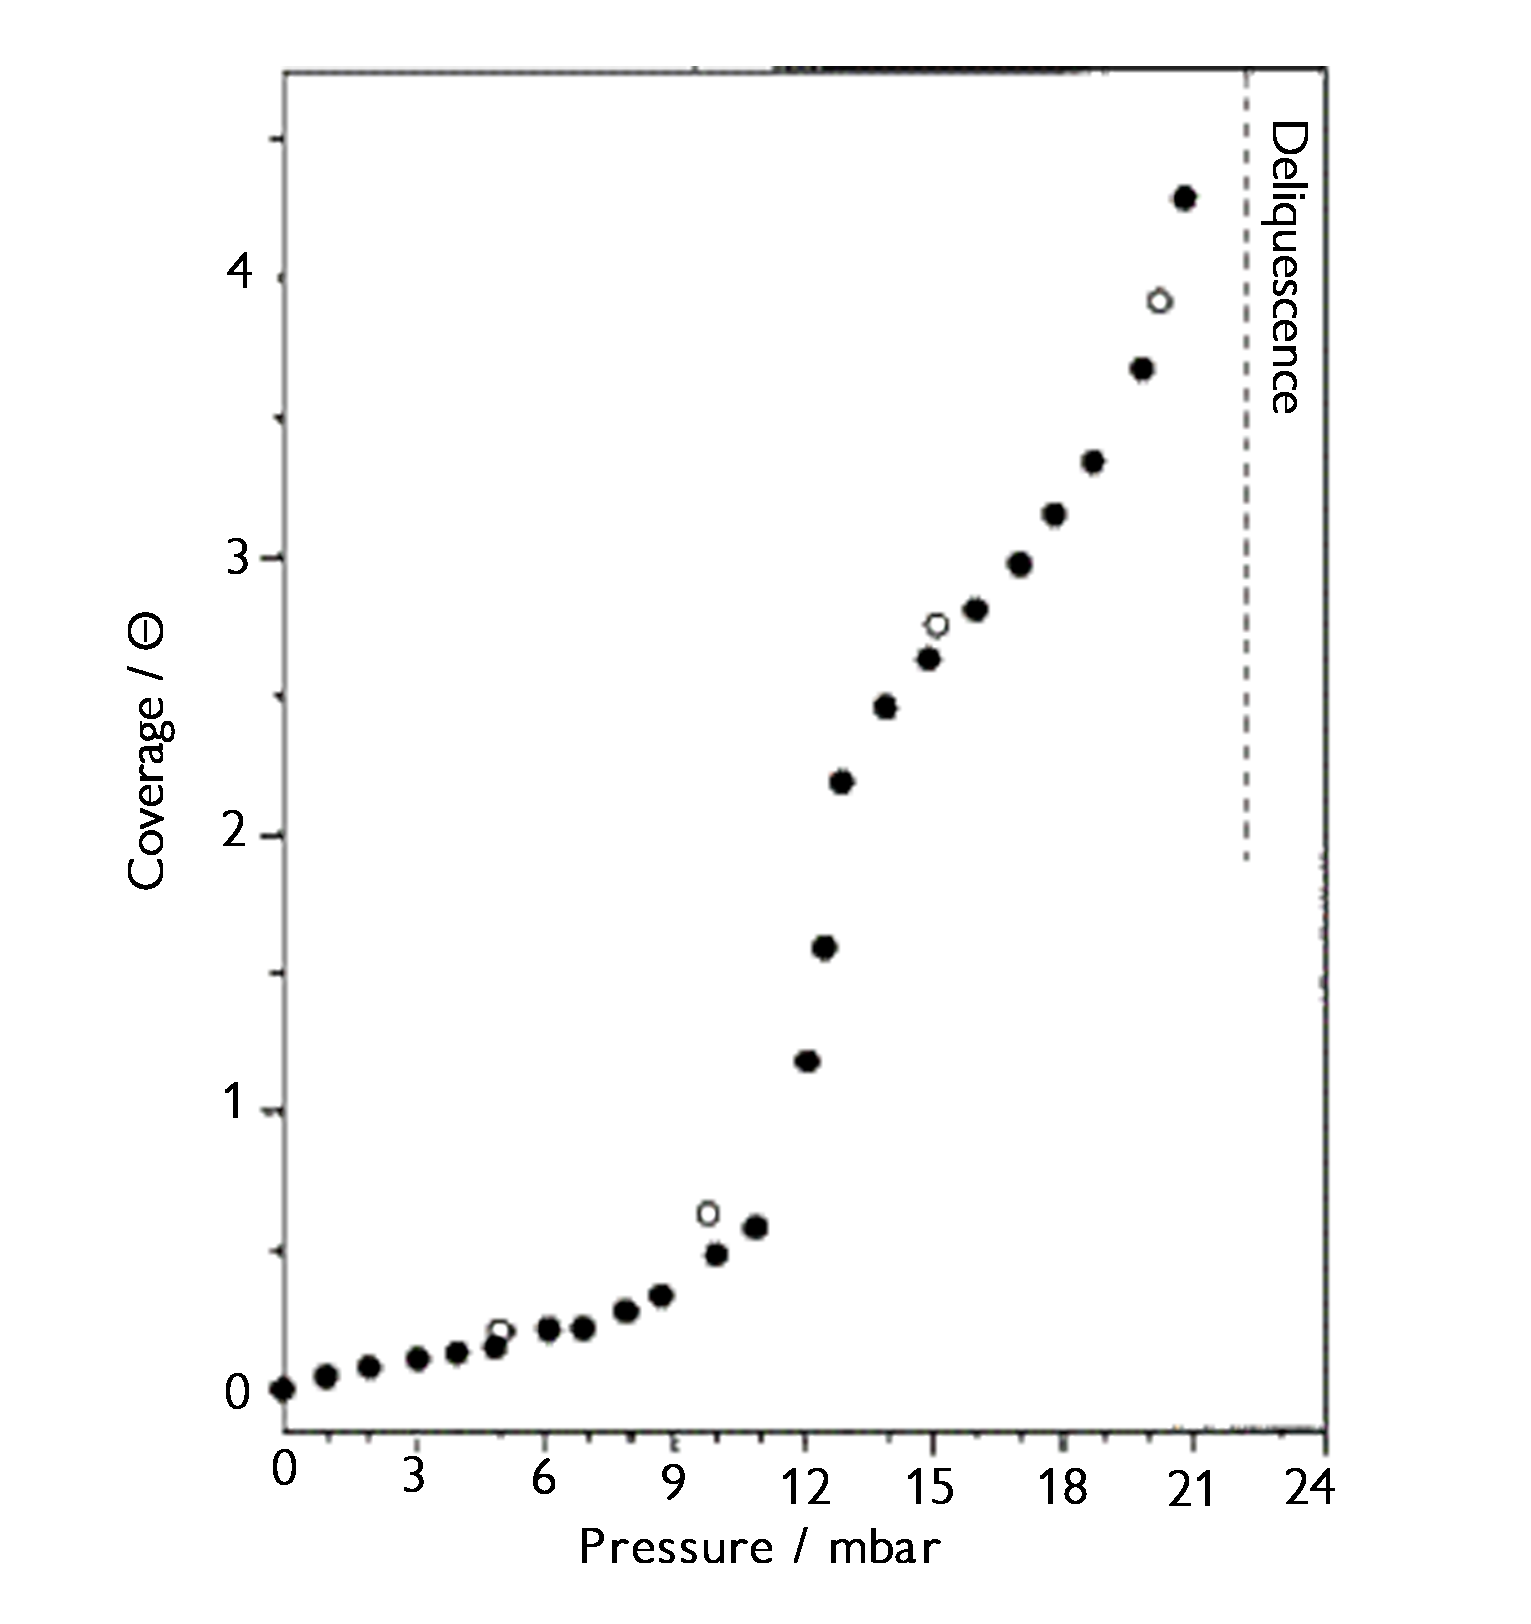 Deliquescence
4
3
2
1
0
Coverage / Θ
0 3 6 9 12 15 18 21 24
Pressure / mbar